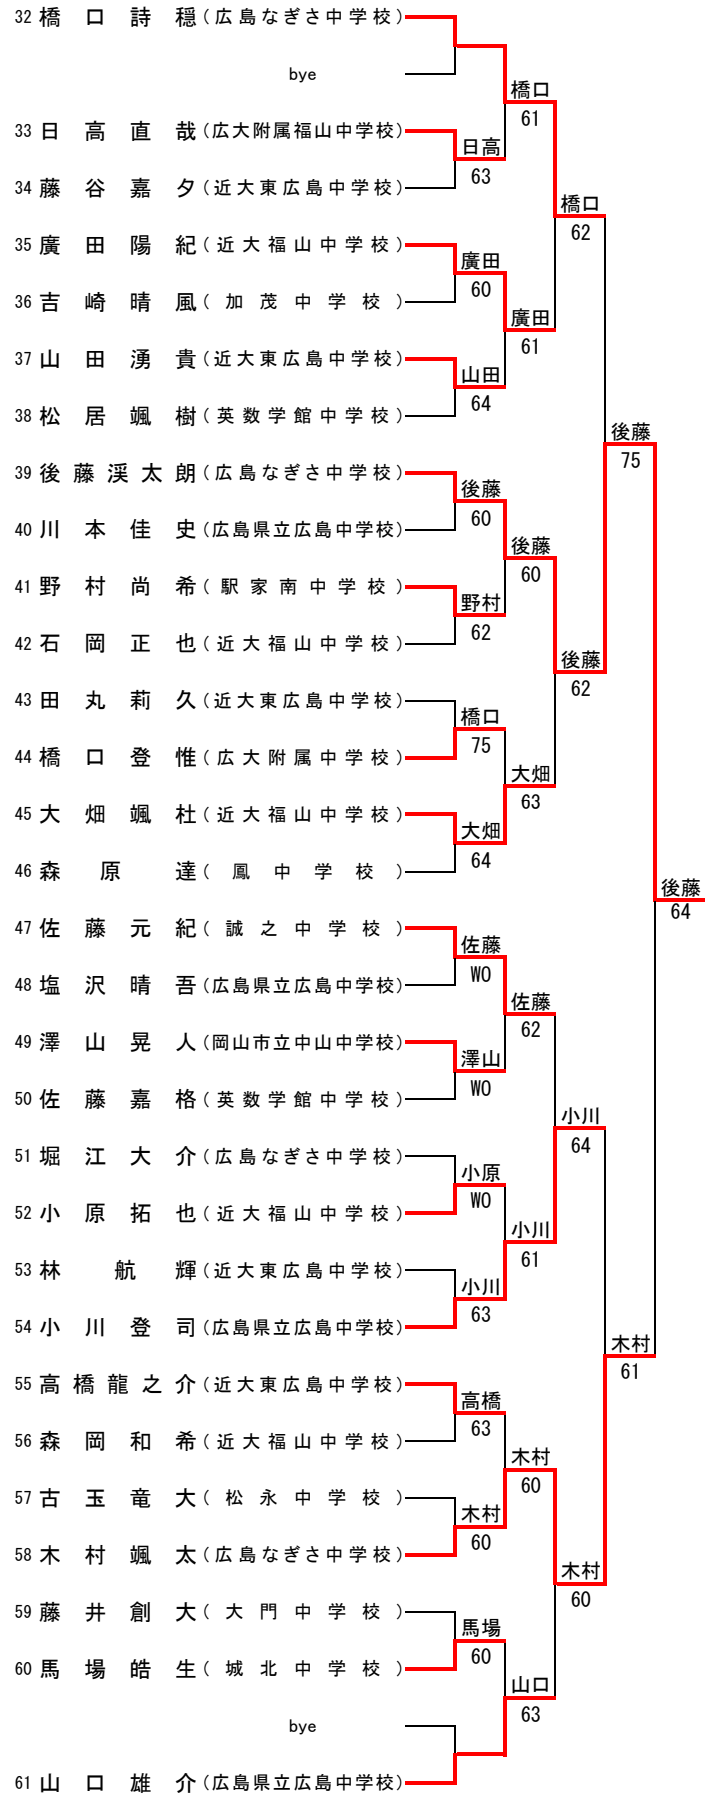 32 橋口詩穏 (広島なぎさ中学校)
bye
橋口
61
33 日高直哉 (広大附属福山中学校)
日高
63
34 藤谷嘉夕 (近大東広島中学校)
橋口
62
35 廣田陽紀 (近大福山中学校)
廣田
60
36 吉崎晴風 (加茂中学校)
廣田
61
37 山田湧貴 (近大東広島中学校)
山田
64
38 松居颯樹 (英数学館中学校)
後藤
75
39 後藤渓太朗 (広島なぎさ中学校)
後藤
60
40 川本佳史 (広島県立広島中学校)
後藤
60
41 野村尚希 (駅家南中学校)
野村
62
42 石岡正也 (近大福山中学校)
後藤
62
43 田丸莉久 (近大東広島中学校)
橋口
75
44 橋口登惟 (広大附属中学校)
大畑
63
45 大畑颯杜 (近大福山中学校)
大畑
64
46 森原達 (鳳中学校)
後藤
64
47 佐藤元紀 (誠之中学校)
佐藤
WO
48 塩沢晴吾 (広島県立広島中学校)
佐藤
62
49 澤山晃人 (岡山市立中山中学校)
澤山
WO
50 佐藤嘉格 (英数学館中学校)
小川
64
51 堀江大介 (広島なぎさ中学校)
小原
WO
52 小原拓也 (近大福山中学校)
小川
61
53 林航輝 (近大東広島中学校)
小川
63
54 小川登司 (広島県立広島中学校)
木村
61
55 高橋龍之介 (近大東広島中学校)
高橋
63
56 森岡和希 (近大福山中学校)
木村
60
57 古玉竜大 (松永中学校)
木村
60
58 木村颯太 (広島なぎさ中学校)
木村
60
59 藤井創大 (大門中学校)
馬場
60
60 馬場皓生 (城北中学校)
山口
63
bye
61 山口雄介 (広島県立広島中学校)